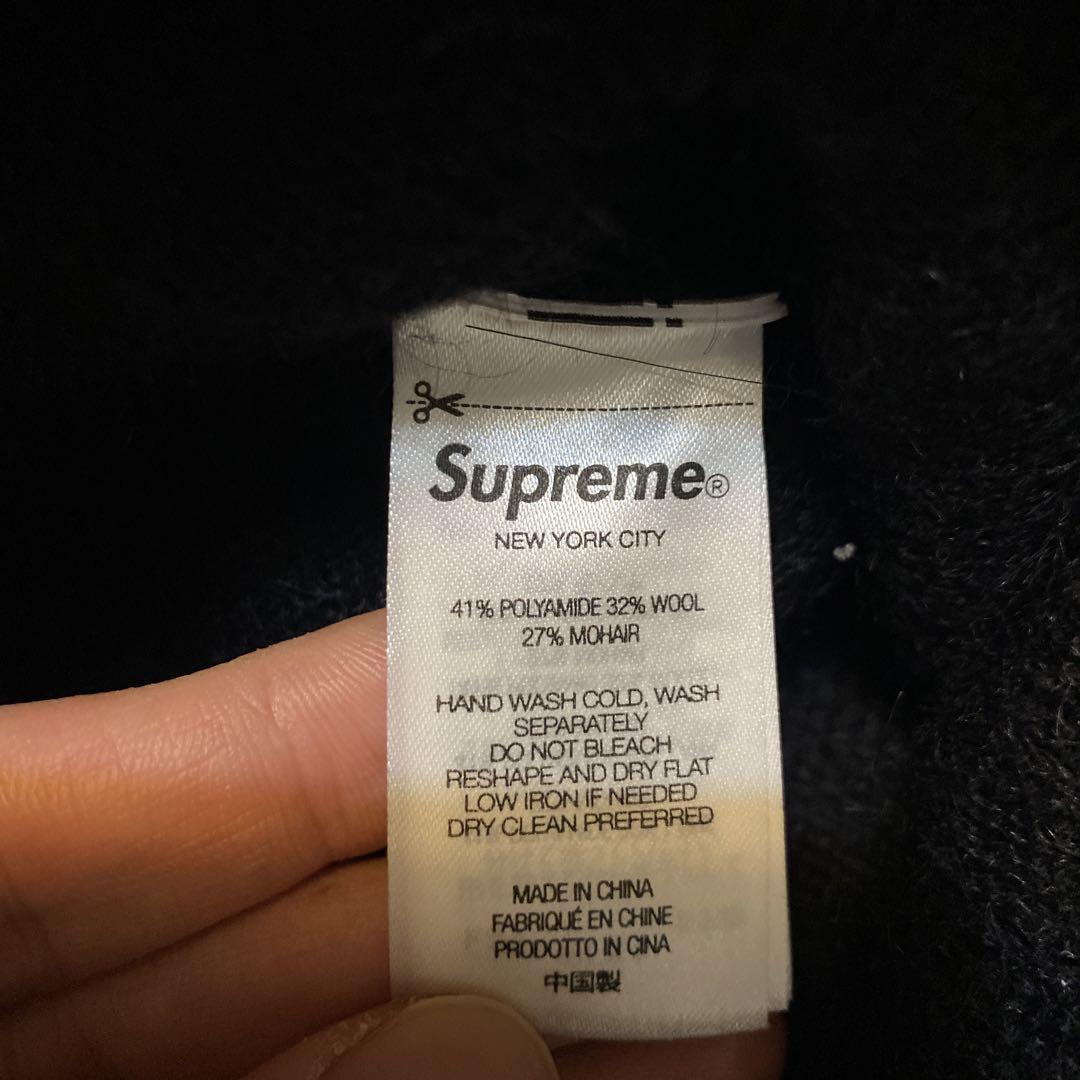 Supreme®
NEW YORK CITY
41% POLYAMIDE 32% WOOL
27% MOHAIR
HAND WASH COLD, WASH
SEPARATELY
DO NOT BLEACH
RESHAPE AND DRY FLAT
LOW IRON IF NEEDED
DRY CLEAN PREFERRED
MADE IN CHINA
FABRIQUÉ EN CHINE
PRODOTTO IN CINA
中国製